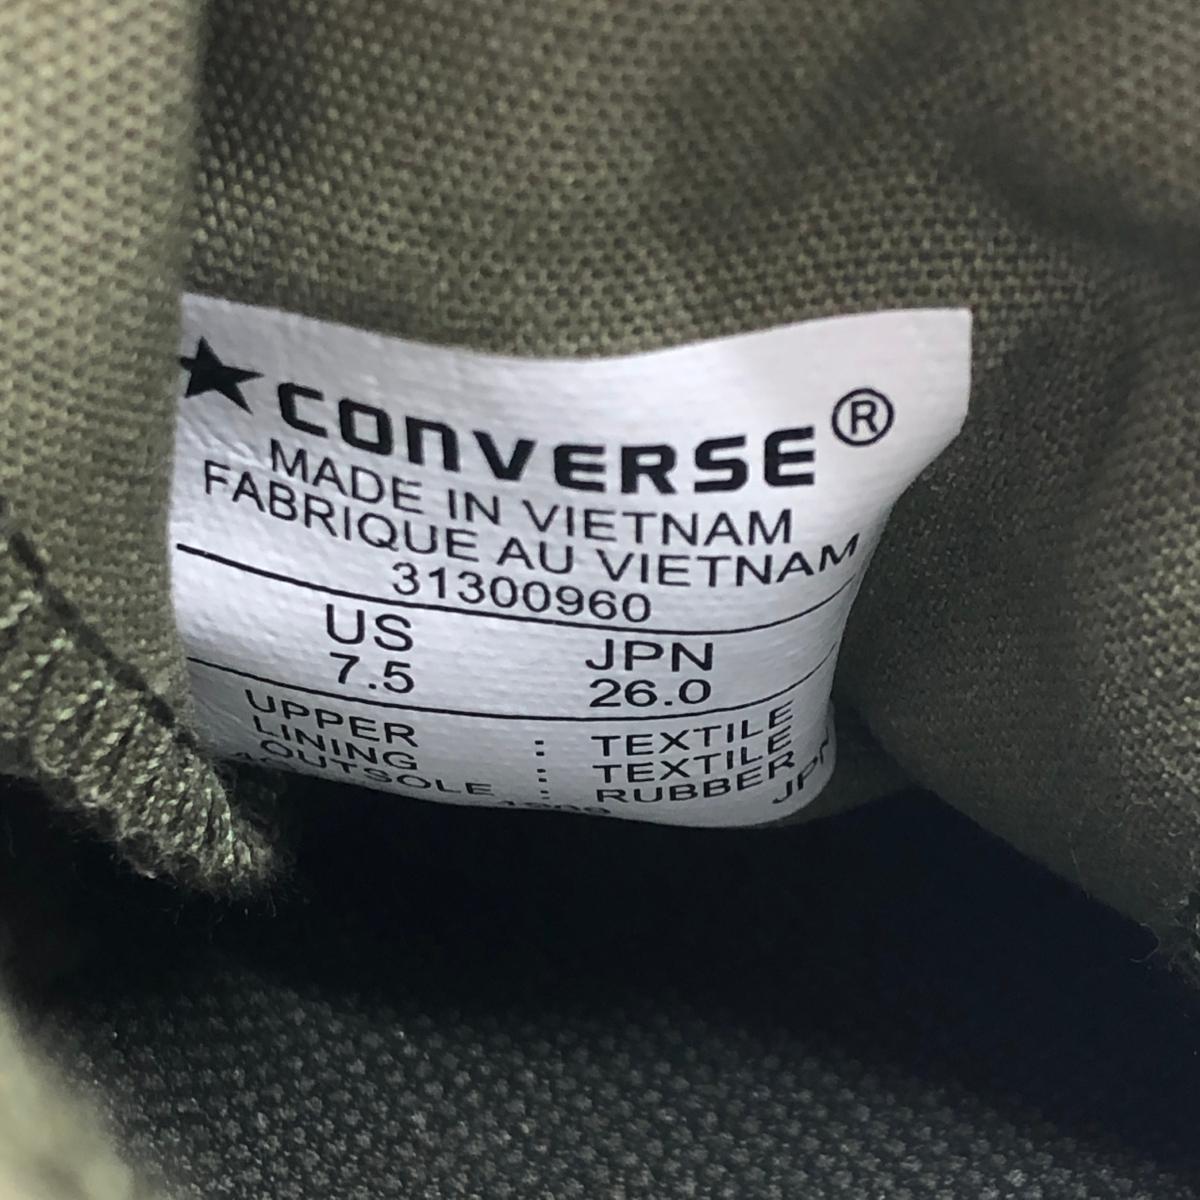 ★ CONVERSE ®
MADE IN VIETNAM
FABRIQUE AU VIETNAM
31300960
US JPN
7.5 26.0
UPPER : TEXTILE
LINING : TEXTILE
OUTSOLE : RUBBER
JPN